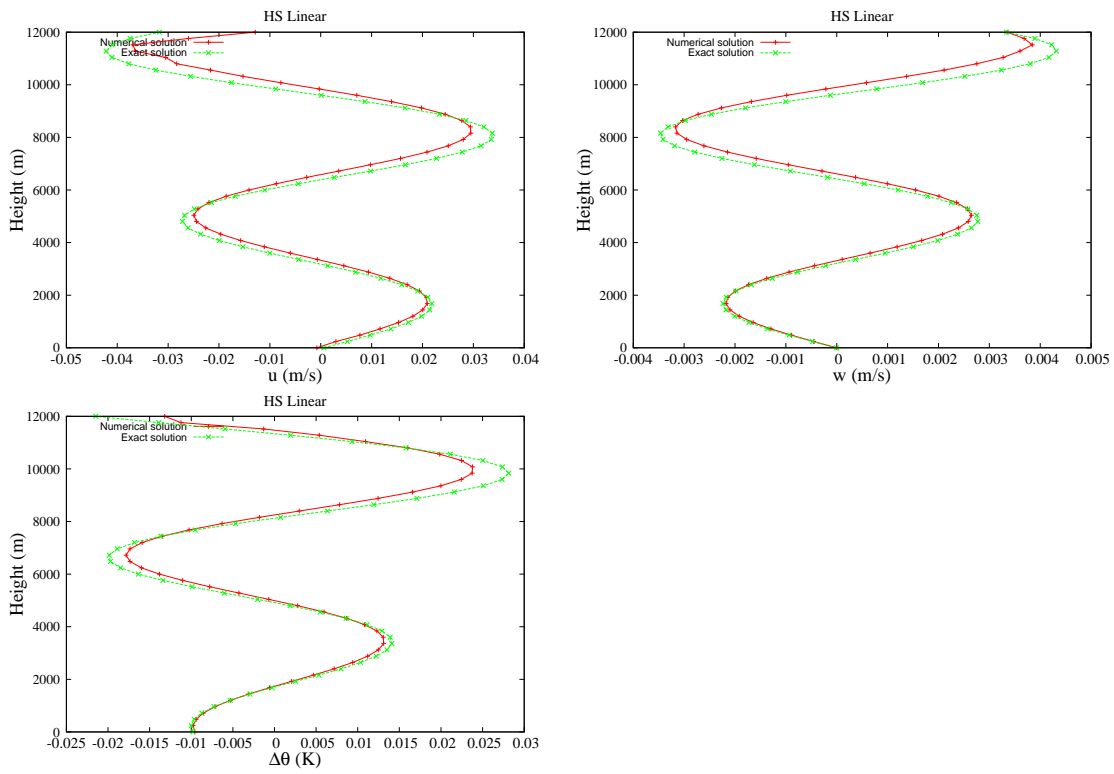 HS Linear
12000
10000
8000
6000
4000
2000
0
Height (m)
Numerical solution
Exact solution
-0.05 -0.04 -0.03 -0.02 -0.01 0 0.01 0.02 0.03 0.04
u (m/s)
HS Linear
12000
10000
8000
6000
4000
2000
0
Height (m)
Numerical solution
Exact solution
-0.004 -0.003 -0.002 -0.001 0 0.001 0.002 0.003 0.004 0.005
w (m/s)
HS Linear
12000
10000
8000
6000
4000
2000
0
Height (m)
Numerical solution
Exact solution
-0.025 -0.02 -0.015 -0.01 -0.005 0 0.005 0.01 0.015 0.02 0.025 0.03
Δθ (K)